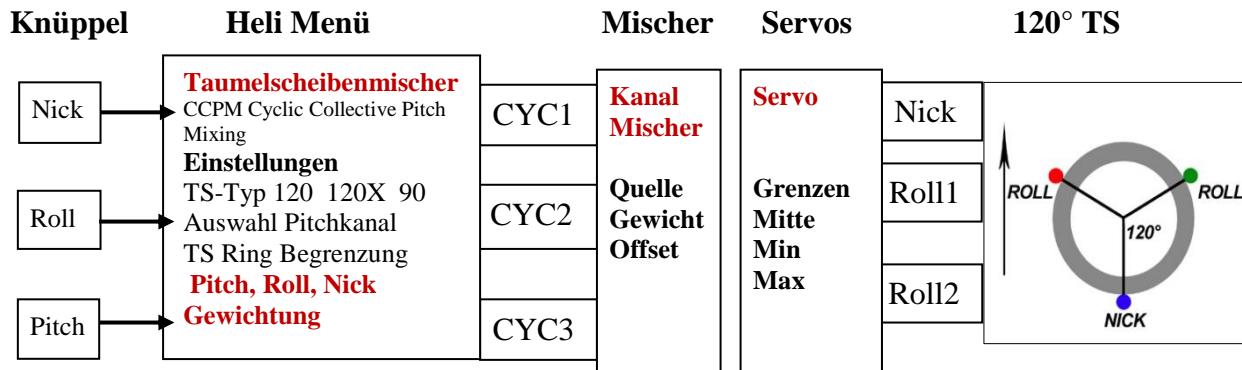 Knüppel Heli Menü Mischer Servos 120° TS
Nick
Roll
Pitch
Taumelscheibenmischer
CCPM Cyclic Collective Pitch
Mixing
Einstellungen
TS-Typ 120 120X 90
Auswahl Pitchkanal
TS Ring Begrenzung
Pitch, Roll, Nick
Gewichtung
CYC1
CYC2
CYC3
Kanal
Mischer
Quelle
Gewicht
Offset
Servo
Grenzen
Mitte
Min
Max
Nick
Roll1
Roll2
ROLL
ROLL
120°
NICK